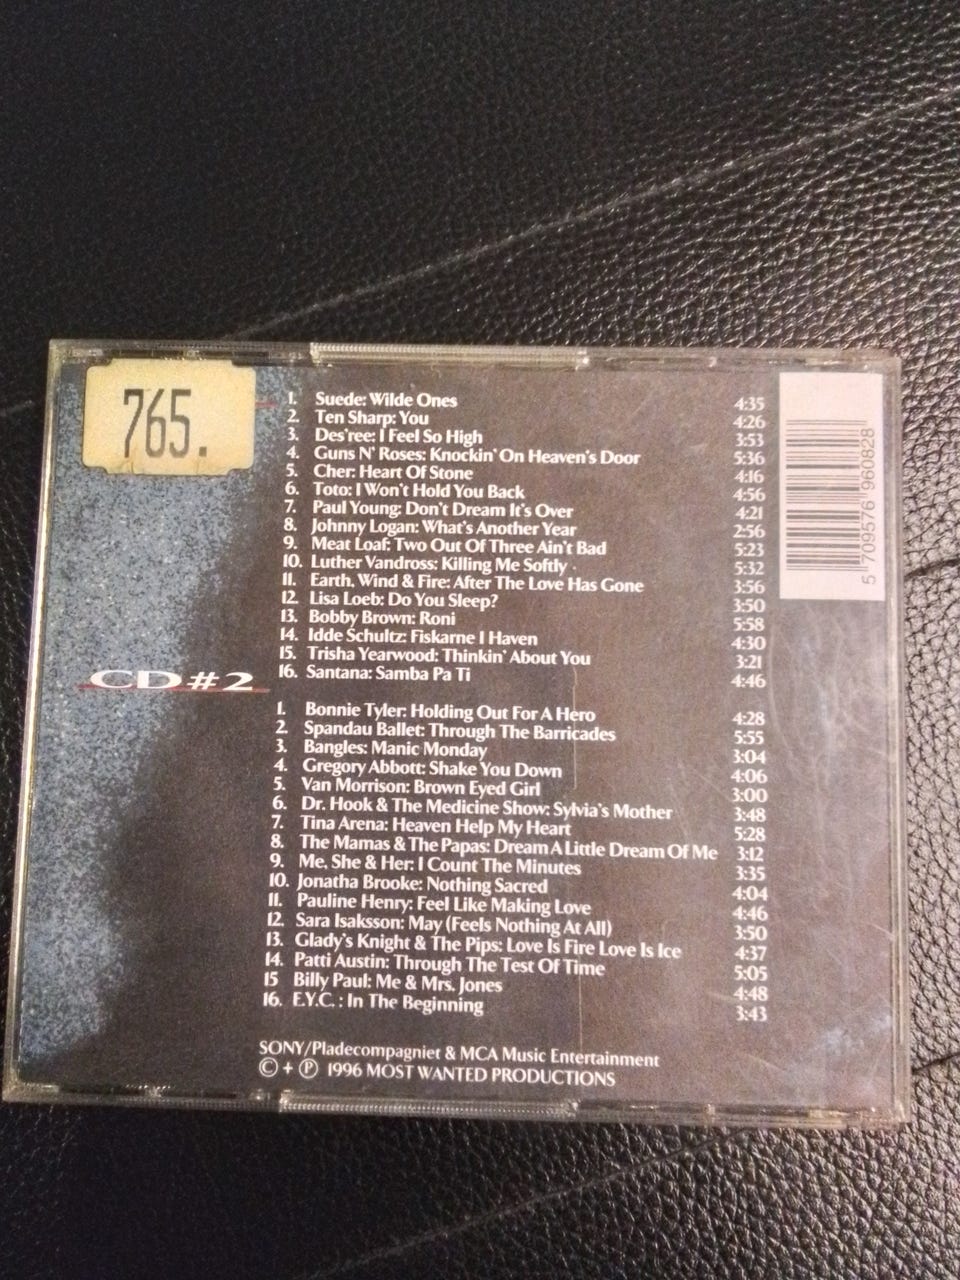 765.
1. Suede: Wilde Ones 4:35
2. Ten Sharp: You 4:26
3. Des'ree: I Feel So High 3:53
4. Guns N' Roses: Knockin' On Heaven's Door 5:36
5. Cher: Heart Of Stone 4:16
6. Toto: I Won't Hold You Back 4:56
7. Paul Young: Don't Dream It's Over 4:21
8. Johnny Logan: What's Another Year 2:56
9. Meat Loaf: Two Out Of Three Ain't Bad 5:23
10. Luther Vandross: Killing Me Softly 5:32
11. Earth, Wind & Fire: After The Love Has Gone 3:56
12. Lisa Loeb: Do You Sleep? 3:50
13. Bobby Brown: Roni 5:58
14. Idde Schultz: Fiskarne I Haven 4:30
15. Trisha Yearwood: Thinkin' About You 3:21
16. Santana: Samba Pa Ti 4:46
CD #2
1. Bonnie Tyler: Holding Out For A Hero 4:28
2. Spandau Ballet: Through The Barricades 5:55
3. Bangles: Manic Monday 3:04
4. Gregory Abbott: Shake You Down 4:06
5. Van Morrison: Brown Eyed Girl 3:00
6. Dr. Hook & The Medicine Show: Sylvia's Mother 3:48
7. Tina Arena: Heaven Help My Heart 5:28
8. The Mamas & The Papas: Dream A Little Dream Of Me 3:12
9. Me, She & Her: I Count The Minutes 3:35
10. Jonatha Brooke: Nothing Sacred 4:04
11. Pauline Henry: Feel Like Making Love 4:46
12. Sara Isaksson: May (Feels Nothing At All) 3:50
13. Glady's Knight & The Pips: Love Is Fire Love Is Ice 4:37
14. Patti Austin: Through The Test Of Time 5:05
15 Billy Paul: Me & Mrs. Jones 4:48
16. E.Y.C. : In The Beginning 3:43
SONY/Pladecompagniet & MCA Music Entertainment
© + ℗ 1996 MOST WANTED PRODUCTIONS
5 709576 960828